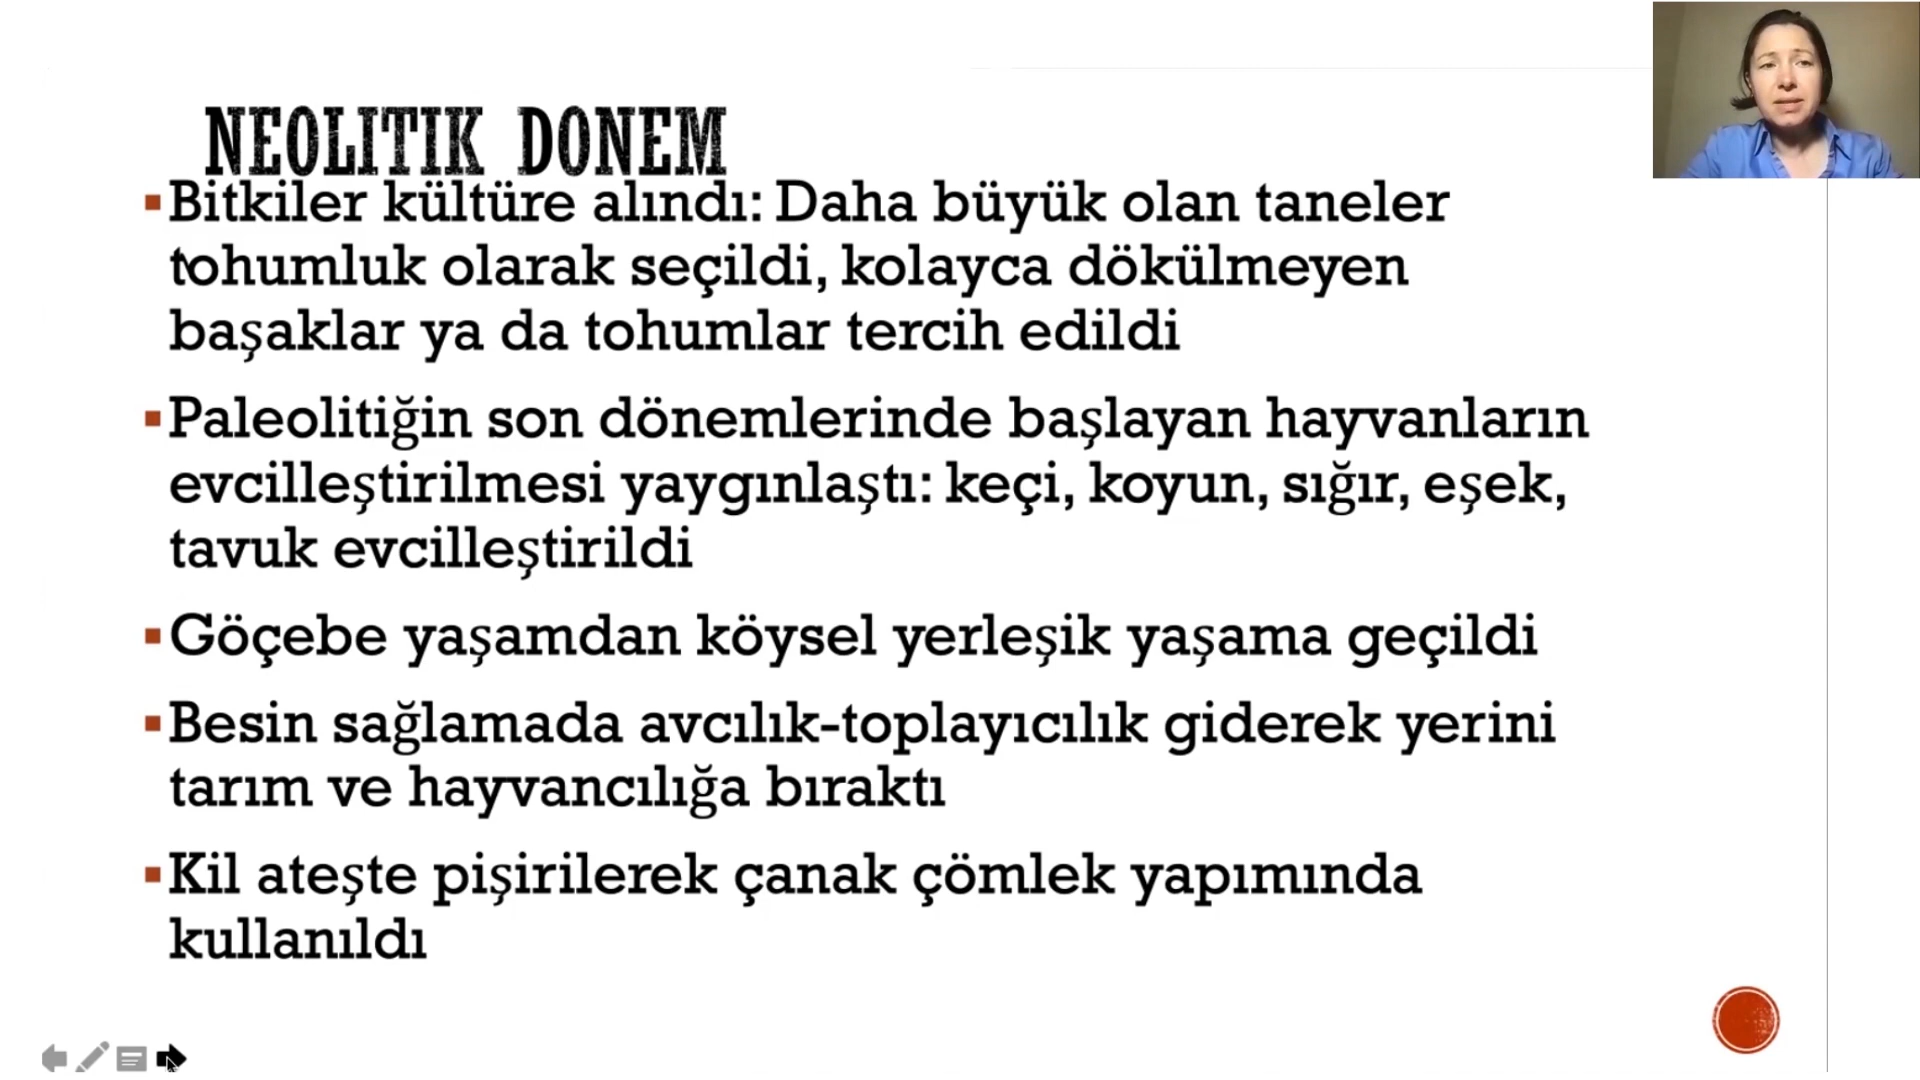 NEOLITIK DONEM
Bitkiler kültüre alındı: Daha büyük olan taneler
tohumluk olarak seçildi, kolayca dökülmeyen
başaklar ya da tohumlar tercih edildi
Paleolitiğin son dönemlerinde başlayan hayvanların
evcilleştirilmesi yaygınlaştı: keçi, koyun, sığır, eşek,
tavuk evcilleştirildi
Göçebe yaşamdan köysel yerleşik yaşama geçildi
Besin sağlamada avcılık-toplayıcılık giderek yerini
tarım ve hayvancılığa bıraktı
Kil ateşte pişirilerek çanak çömlek yapımında
kullanıldı